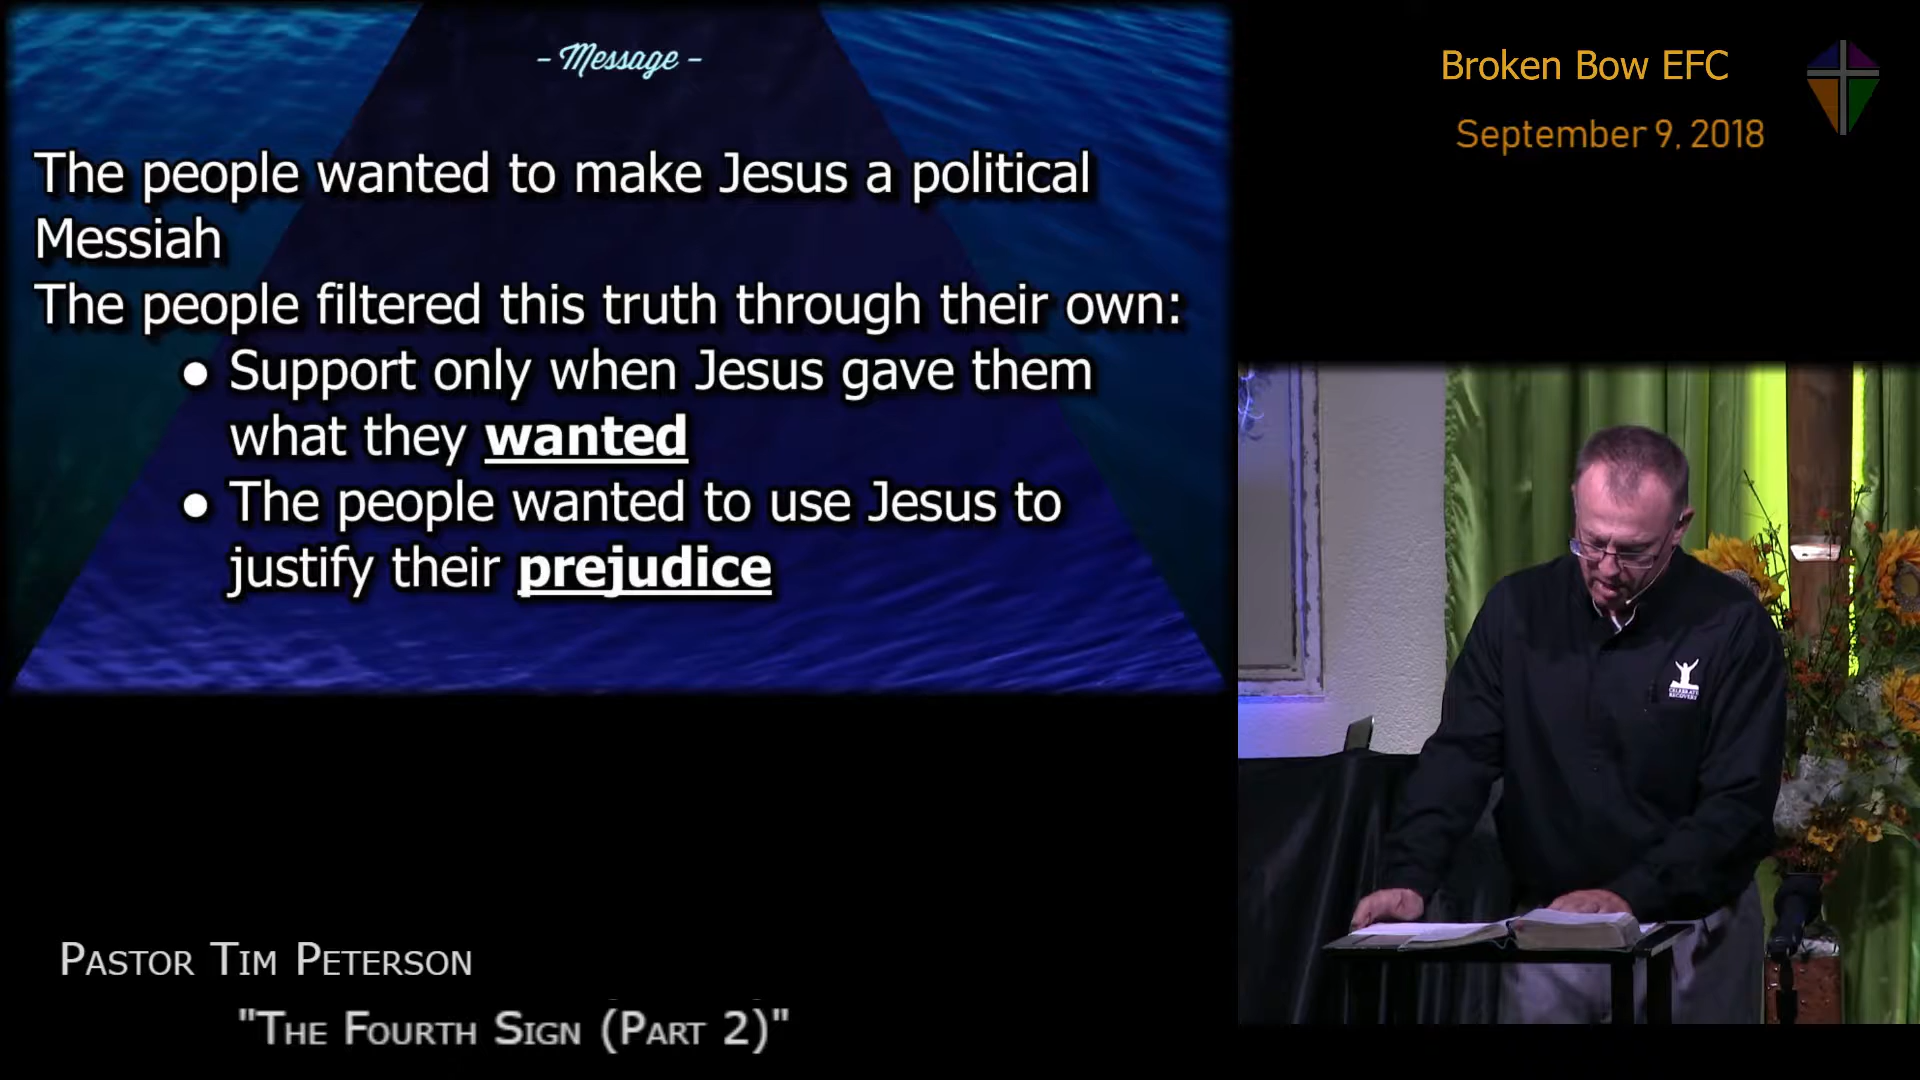 - Message -
The people wanted to make Jesus a political
Messiah
The people filtered this truth through their own:
● Support only when Jesus gave them
what they wanted
● The people wanted to use Jesus to
justify their prejudice
Broken Bow EFC
September 9, 2018
CELEBRATE
RECOVERY
PASTOR TIM PETERSON
"THE FOURTH SIGN (PART 2)"